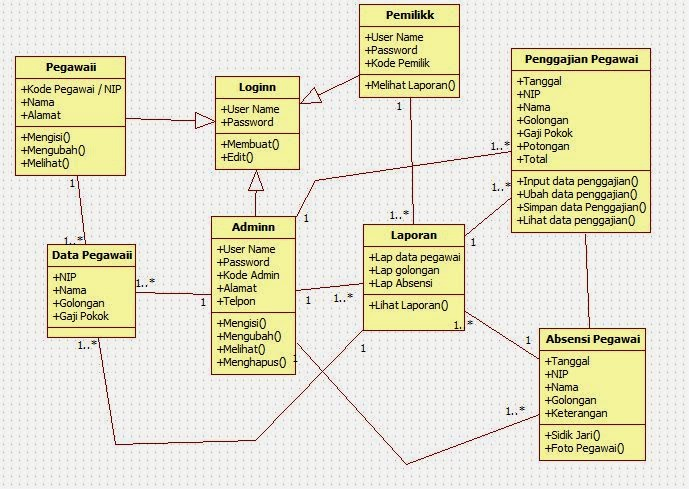 Pemilikk
+User Name
+Password
+Kode Pemilik
+Melihat Laporan()
Pegawaii
+Kode Pegawai / NIP
+Nama
+Alamat
+Mengisi()
+Mengubah()
+Melihat()
Loginn
+User Name
+Password
+Membuat()
+Edit()
Penggajian Pegawai
+Tanggal
+NIP
+Nama
+Golongan
+Gaji Pokok
+Potongan
+Total
+Input data penggajian()
+Ubah data penggajian()
+Simpan data Penggajian()
+Lihat data penggajian()
1
1..*
1..*
1
1..*
1
1..*
1
Data Pegawaii
+NIP
+Nama
+Golongan
+Gaji Pokok
1..*
1
Adminn
+User Name
+Password
+Kode Admin
+Alamat
+Telpon
+Mengisi()
+Mengubah()
+Melihat()
+Menghapus()
1
1..*
Laporan
+Lap data pegawai
+Lap golongan
+Lap Absensi
+Lihat Laporan()
1..*
1
1..*
1
1
1..*
Absensi Pegawai
+Tanggal
+NIP
+Nama
+Golongan
+Keterangan
+Sidik Jari()
+Foto Pegawai()